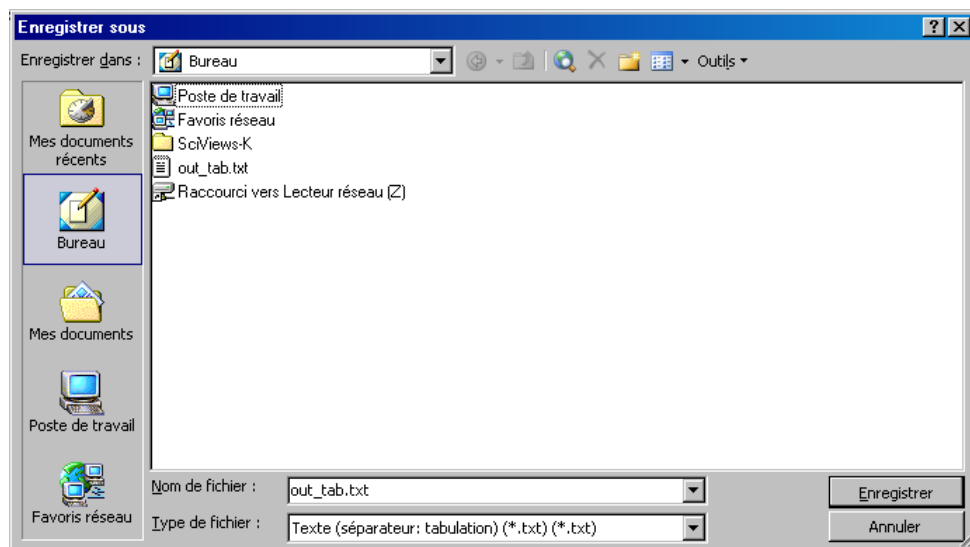 Enregistrer sous
Enregistrer dans :
Bureau
Outils
Mes documents
récents
Bureau
Mes documents
Poste de travail
Favoris réseau
Poste de travail
Favoris réseau
SciViews-K
out_tab.txt
Raccourci vers Lecteur réseau (Z)
Nom de fichier :
out_tab.txt
Enregistrer
Type de fichier :
Texte (séparateur: tabulation) (*.txt) (*.txt)
Annuler